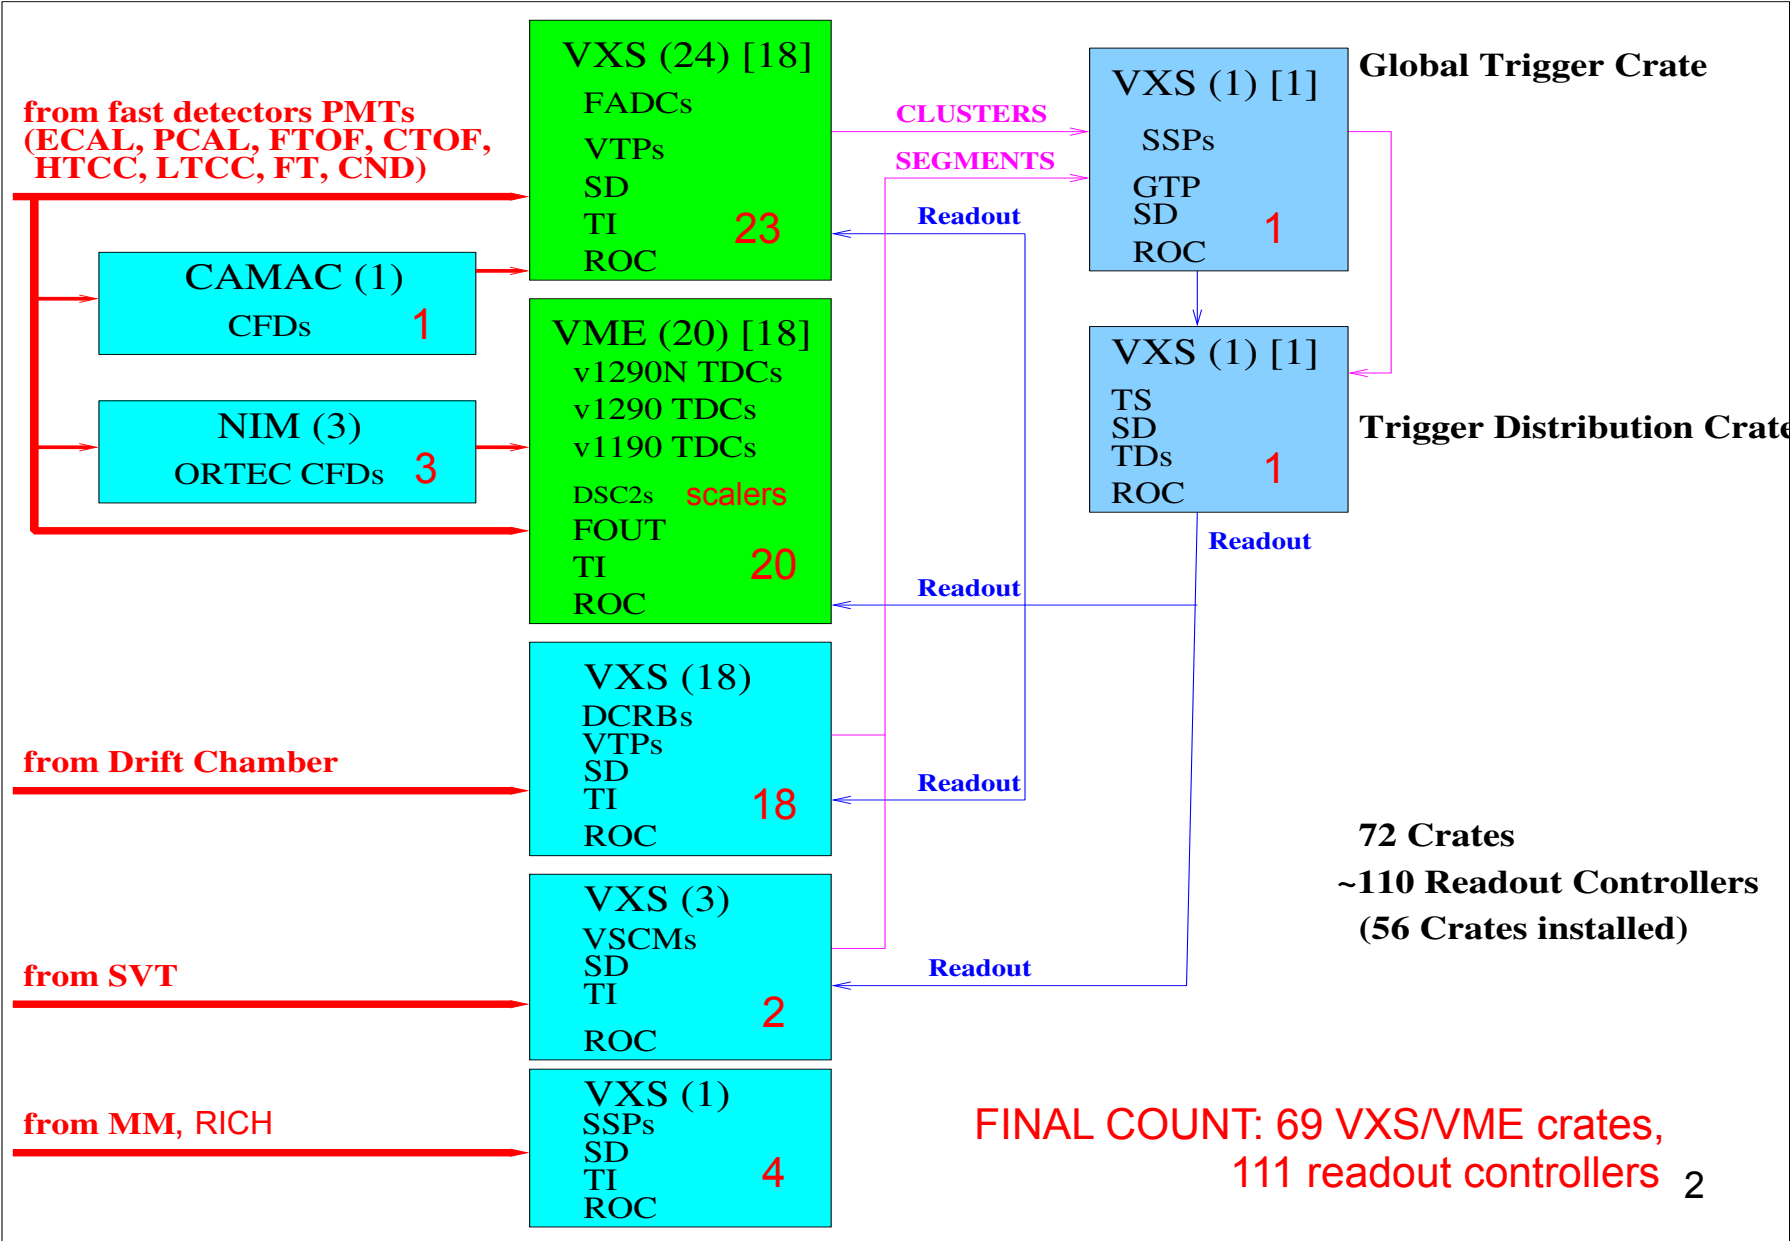 from fast detectors PMTs
(ECAL, PCAL, FTOF, CTOF,
HTCC, LTCC, FT, CND)
CAMAC (1)
CFDs 1
NIM (3)
ORTEC CFDs 3
from Drift Chamber
from SVT
from MM, RICH
VXS (24) [18]
FADCs
VTPs
SD
TI 23
ROC
VME (20) [18]
v1290N TDCs
v1290 TDCs
v1190 TDCs
DSC2s scalers
FOUT
TI 20
ROC
VXS (18)
DCRBs
VTPs
SD
TI 18
ROC
VXS (3)
VSCMs
SD
TI 2
ROC
VXS (1)
SSPs
SD
TI 4
ROC
CLUSTERS
SEGMENTS
Readout
Readout
Readout
Readout
Readout
VXS (1) [1]
SSPs
GTP
SD 1
ROC
Global Trigger Crate
VXS (1) [1]
TS
SD
TDs 1
ROC
Trigger Distribution Crate
72 Crates
~110 Readout Controllers
(56 Crates installed)
FINAL COUNT: 69 VXS/VME crates,
111 readout controllers
2